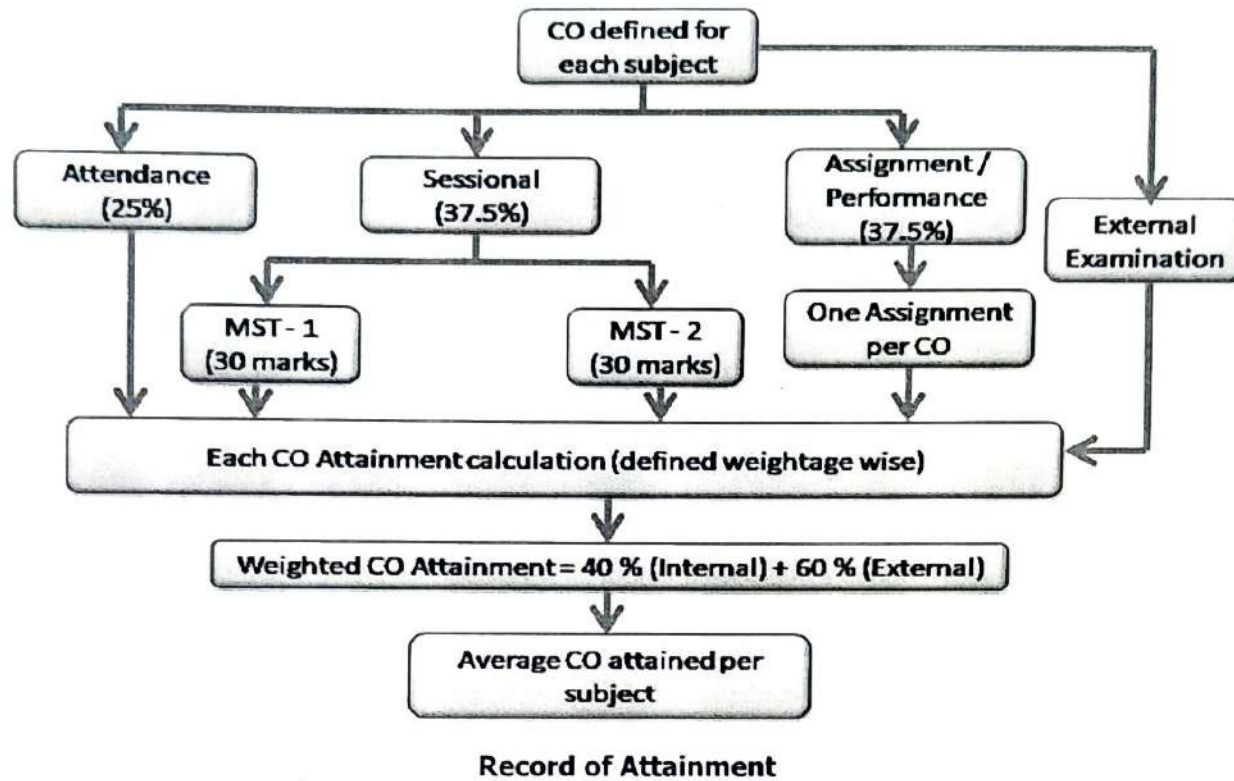 CO defined for
each subject
Attendance
(25%)
Sessional
(37.5%)
Assignment /
Performance
(37.5%)
External
Examination
MST - 1
(30 marks)
MST - 2
(30 marks)
One Assignment
per CO
Each CO Attainment calculation (defined weightage wise)
Weighted CO Attainment = 40 % (Internal) + 60 % (External)
Average CO attained per
subject
Record of Attainment